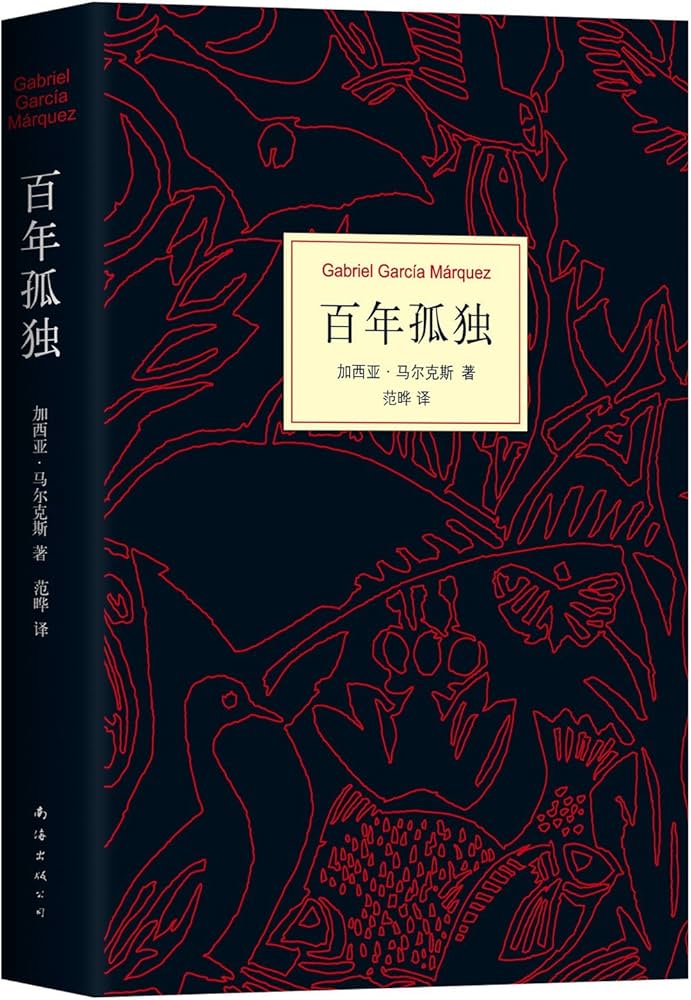 Gabriel
García
Márquez
百年孤独
加西亚·马尔克斯 著
范晔 译
南海出版公司
Gabriel García Márquez
百年孤独
加西亚·马尔克斯 著
范晔 译